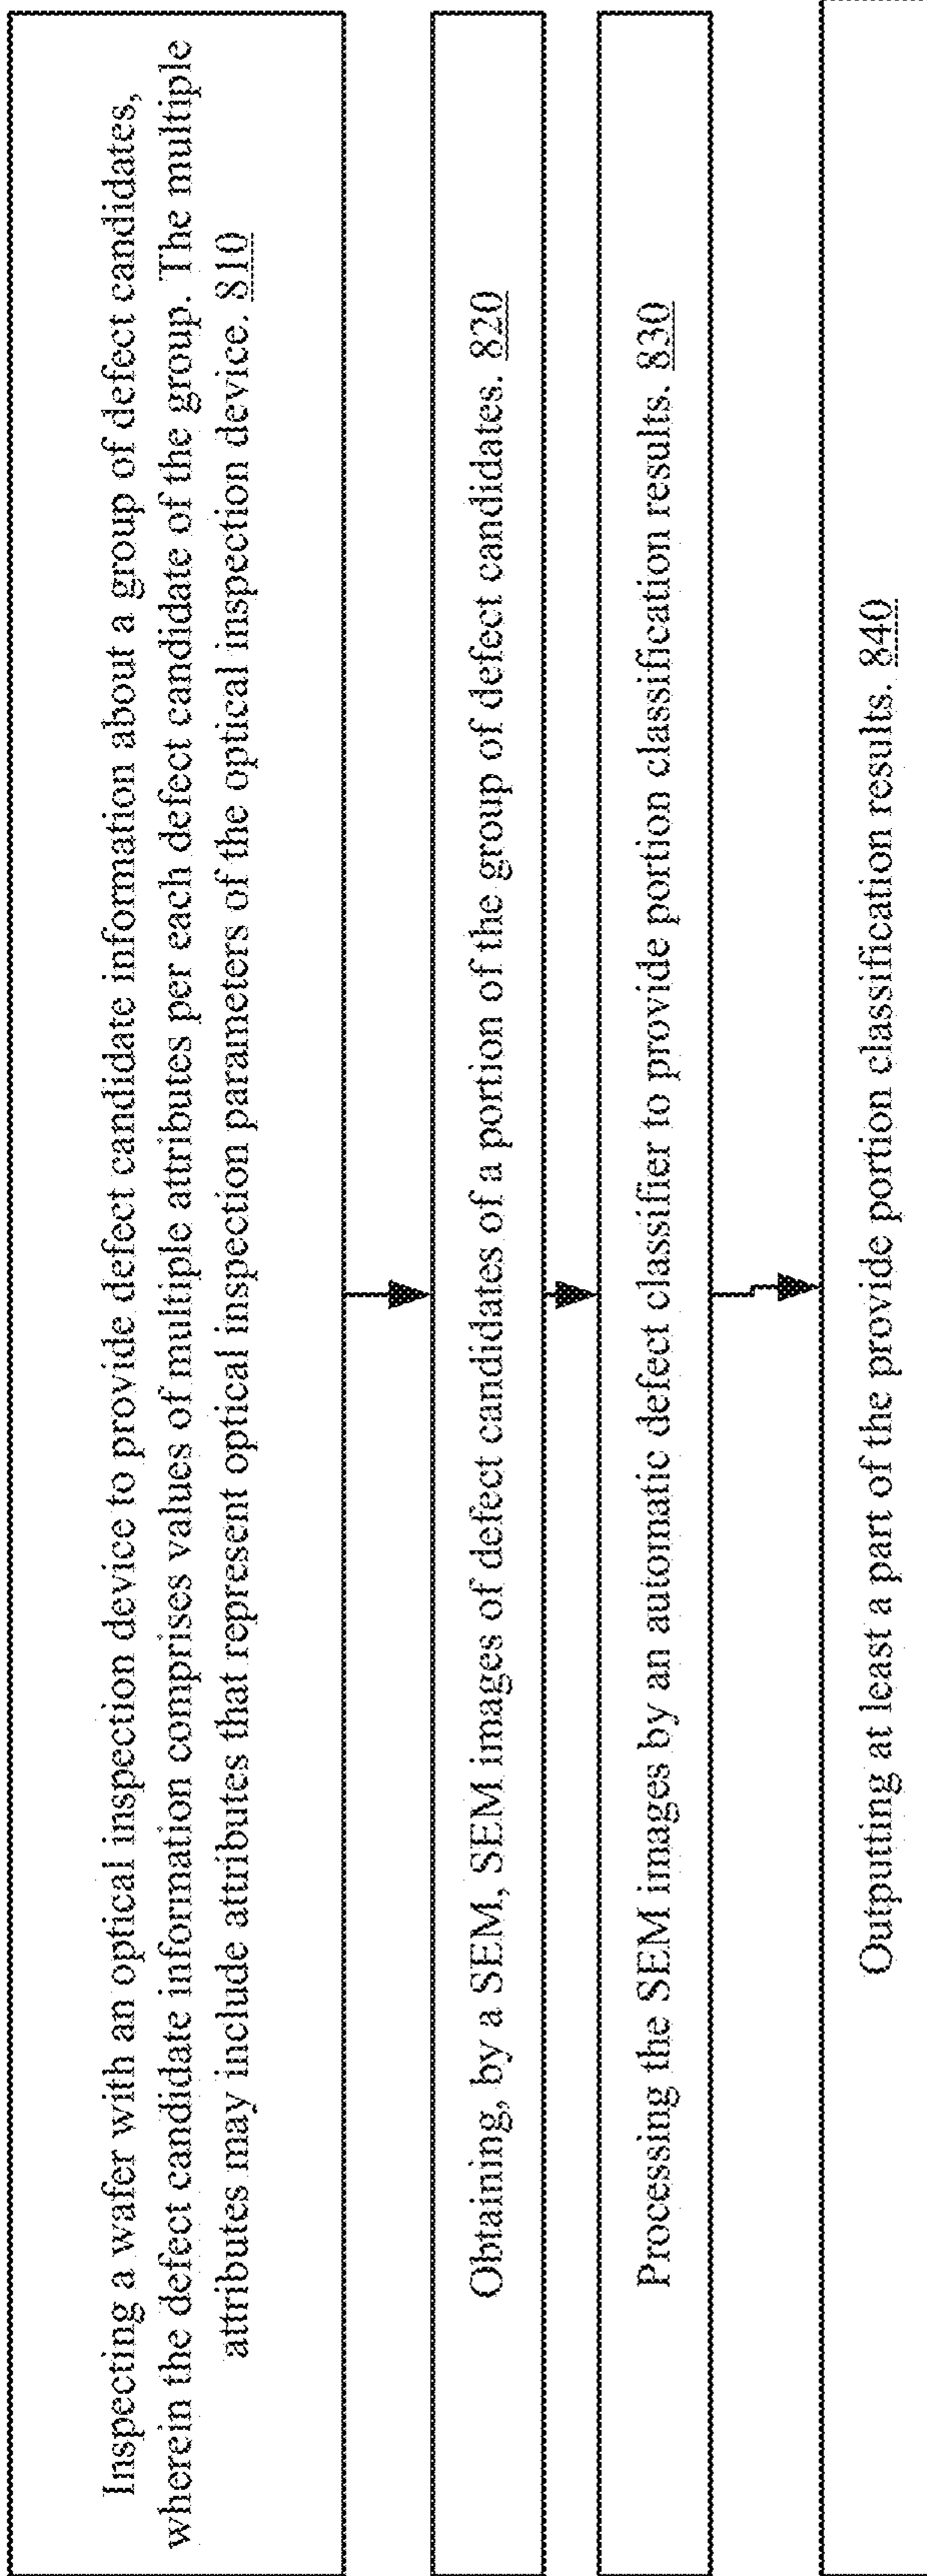 Inspecting a wafer with an optical inspection device to provide defect candidate information about a group of defect candidates,
wherein the defect candidate information comprises values of multiple attributes per each defect candidate of the group. The multiple
attributes may include attributes that represent optical inspection parameters of the optical inspection device. 810
Obtaining, by a SEM, SEM images of defect candidates of a portion of the group of defect candidates. 820
Processing the SEM images by an automatic defect classifier to provide portion classification results. 830
Outputting at least a part of the provide portion classification results. 840